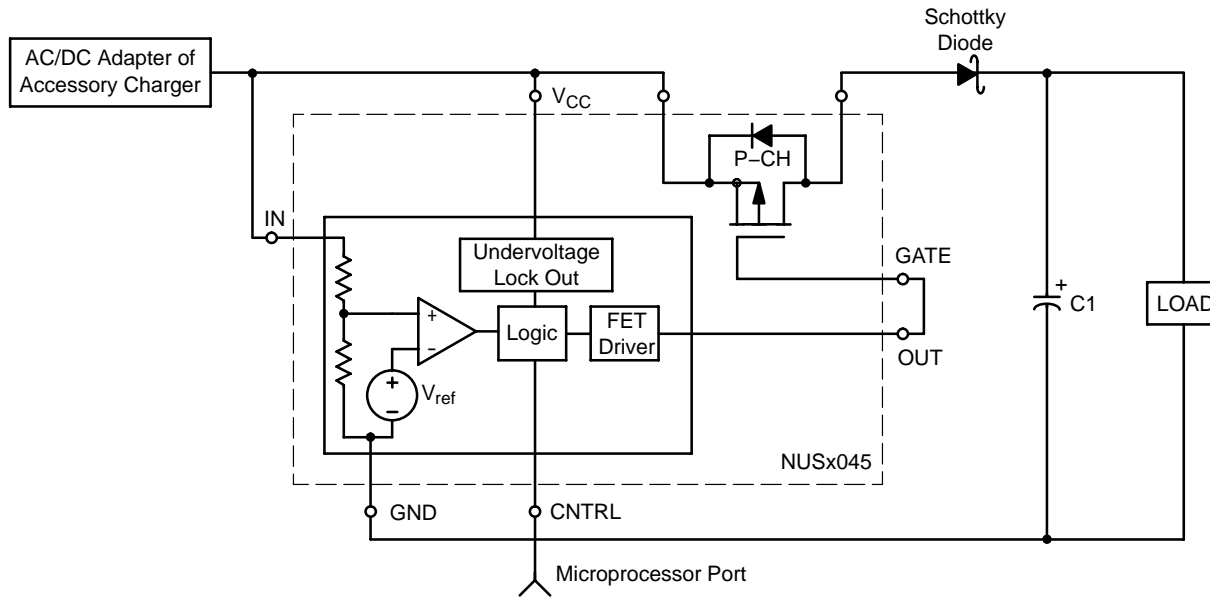 Schottky
Diode
AC/DC Adapter of
Accessory Charger
VCC
P−CH
IN
Undervoltage
Lock Out
GATE
+
C1
LOAD
+
Logic
FET
Driver
−
OUT
+
−
Vref
NUSx045
GND
CNTRL
Microprocessor Port